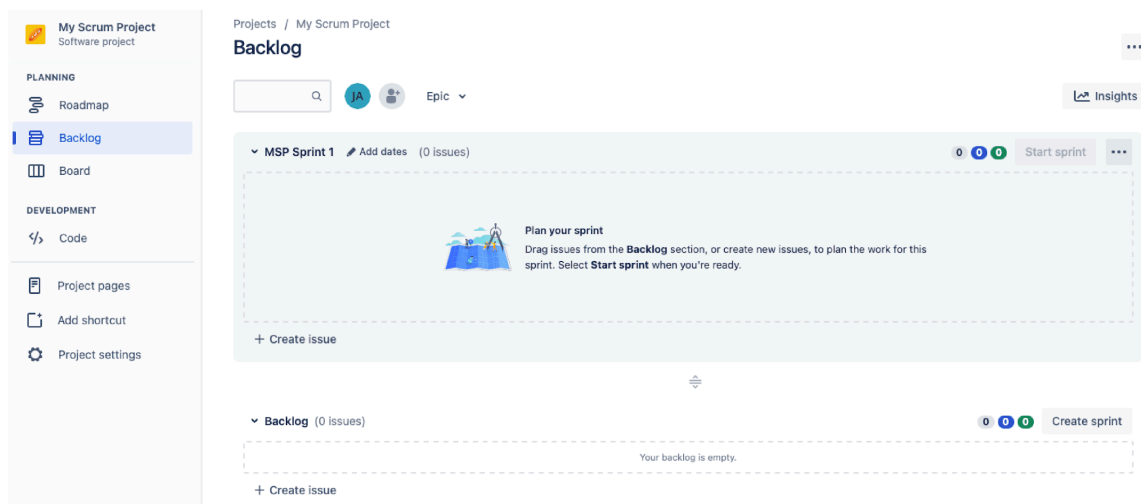 My Scrum Project
Software project
PLANNING
Roadmap
Backlog
Board
DEVELOPMENT
Code
Project pages
Add shortcut
Project settings
Projects / My Scrum Project
Backlog
JA
Epic
Insights
MSP Sprint 1 Add dates (0 issues) 0 0 0 Start sprint
Plan your sprint
Drag issues from the Backlog section, or create new issues, to plan the work for this
sprint. Select Start sprint when you're ready.
+ Create issue
Backlog (0 issues) 0 0 0 Create sprint
Your backlog is empty.
+ Create issue